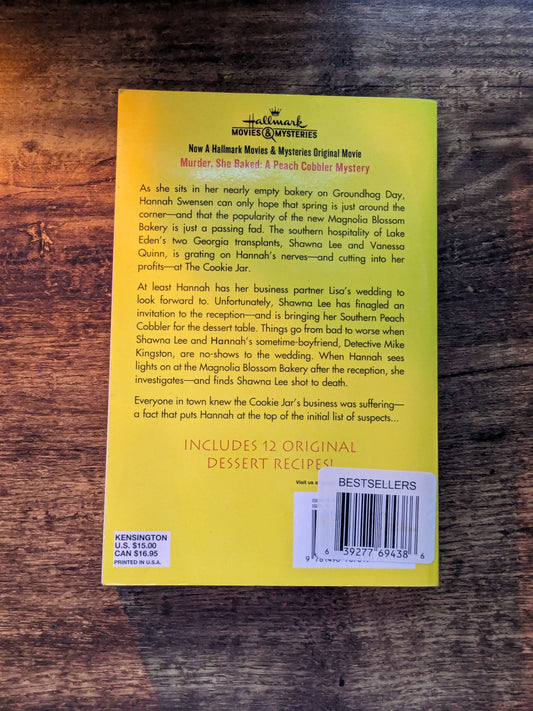 Hallmark
MOVIES & MYSTERIES
Now A Hallmark Movies & Mysteries Original Movie
Murder, She Baked: A Peach Cobbler Mystery
As she sits in her nearly empty bakery on Groundhog Day,
Hannah Swensen can only hope that spring is just around the
corner—and that the popularity of the new Magnolia Blossom
Bakery is just a passing fad. The southern hospitality of Lake
Eden's two Georgia transplants, Shawna Lee and Vanessa
Quinn, is grating on Hannah's nerves—and cutting into her
profits—at The Cookie Jar.
At least Hannah has her business partner Lisa's wedding to
look forward to. Unfortunately, Shawna Lee has finagled an
invitation to the reception—and is bringing her Southern Peach
Cobbler for the dessert table. Things go from bad to worse when
Shawna Lee and Hannah's sometime-boyfriend, Detective Mike
Kingston, are no-shows to the wedding. When Hannah sees
lights on at the Magnolia Blossom Bakery after the reception, she
investigates—and finds Shawna Lee shot to death.
Everyone in town knew the Cookie Jar's business was suffering—
a fact that puts Hannah at the top of the initial list of suspects...
INCLUDES 12 ORIGINAL
DESSERT RECIPES!
Visit us
BESTSELLERS
6 39277 69438 6
KENSINGTON
U.S. $15.00
CAN $16.95
PRINTED IN U.S.A.